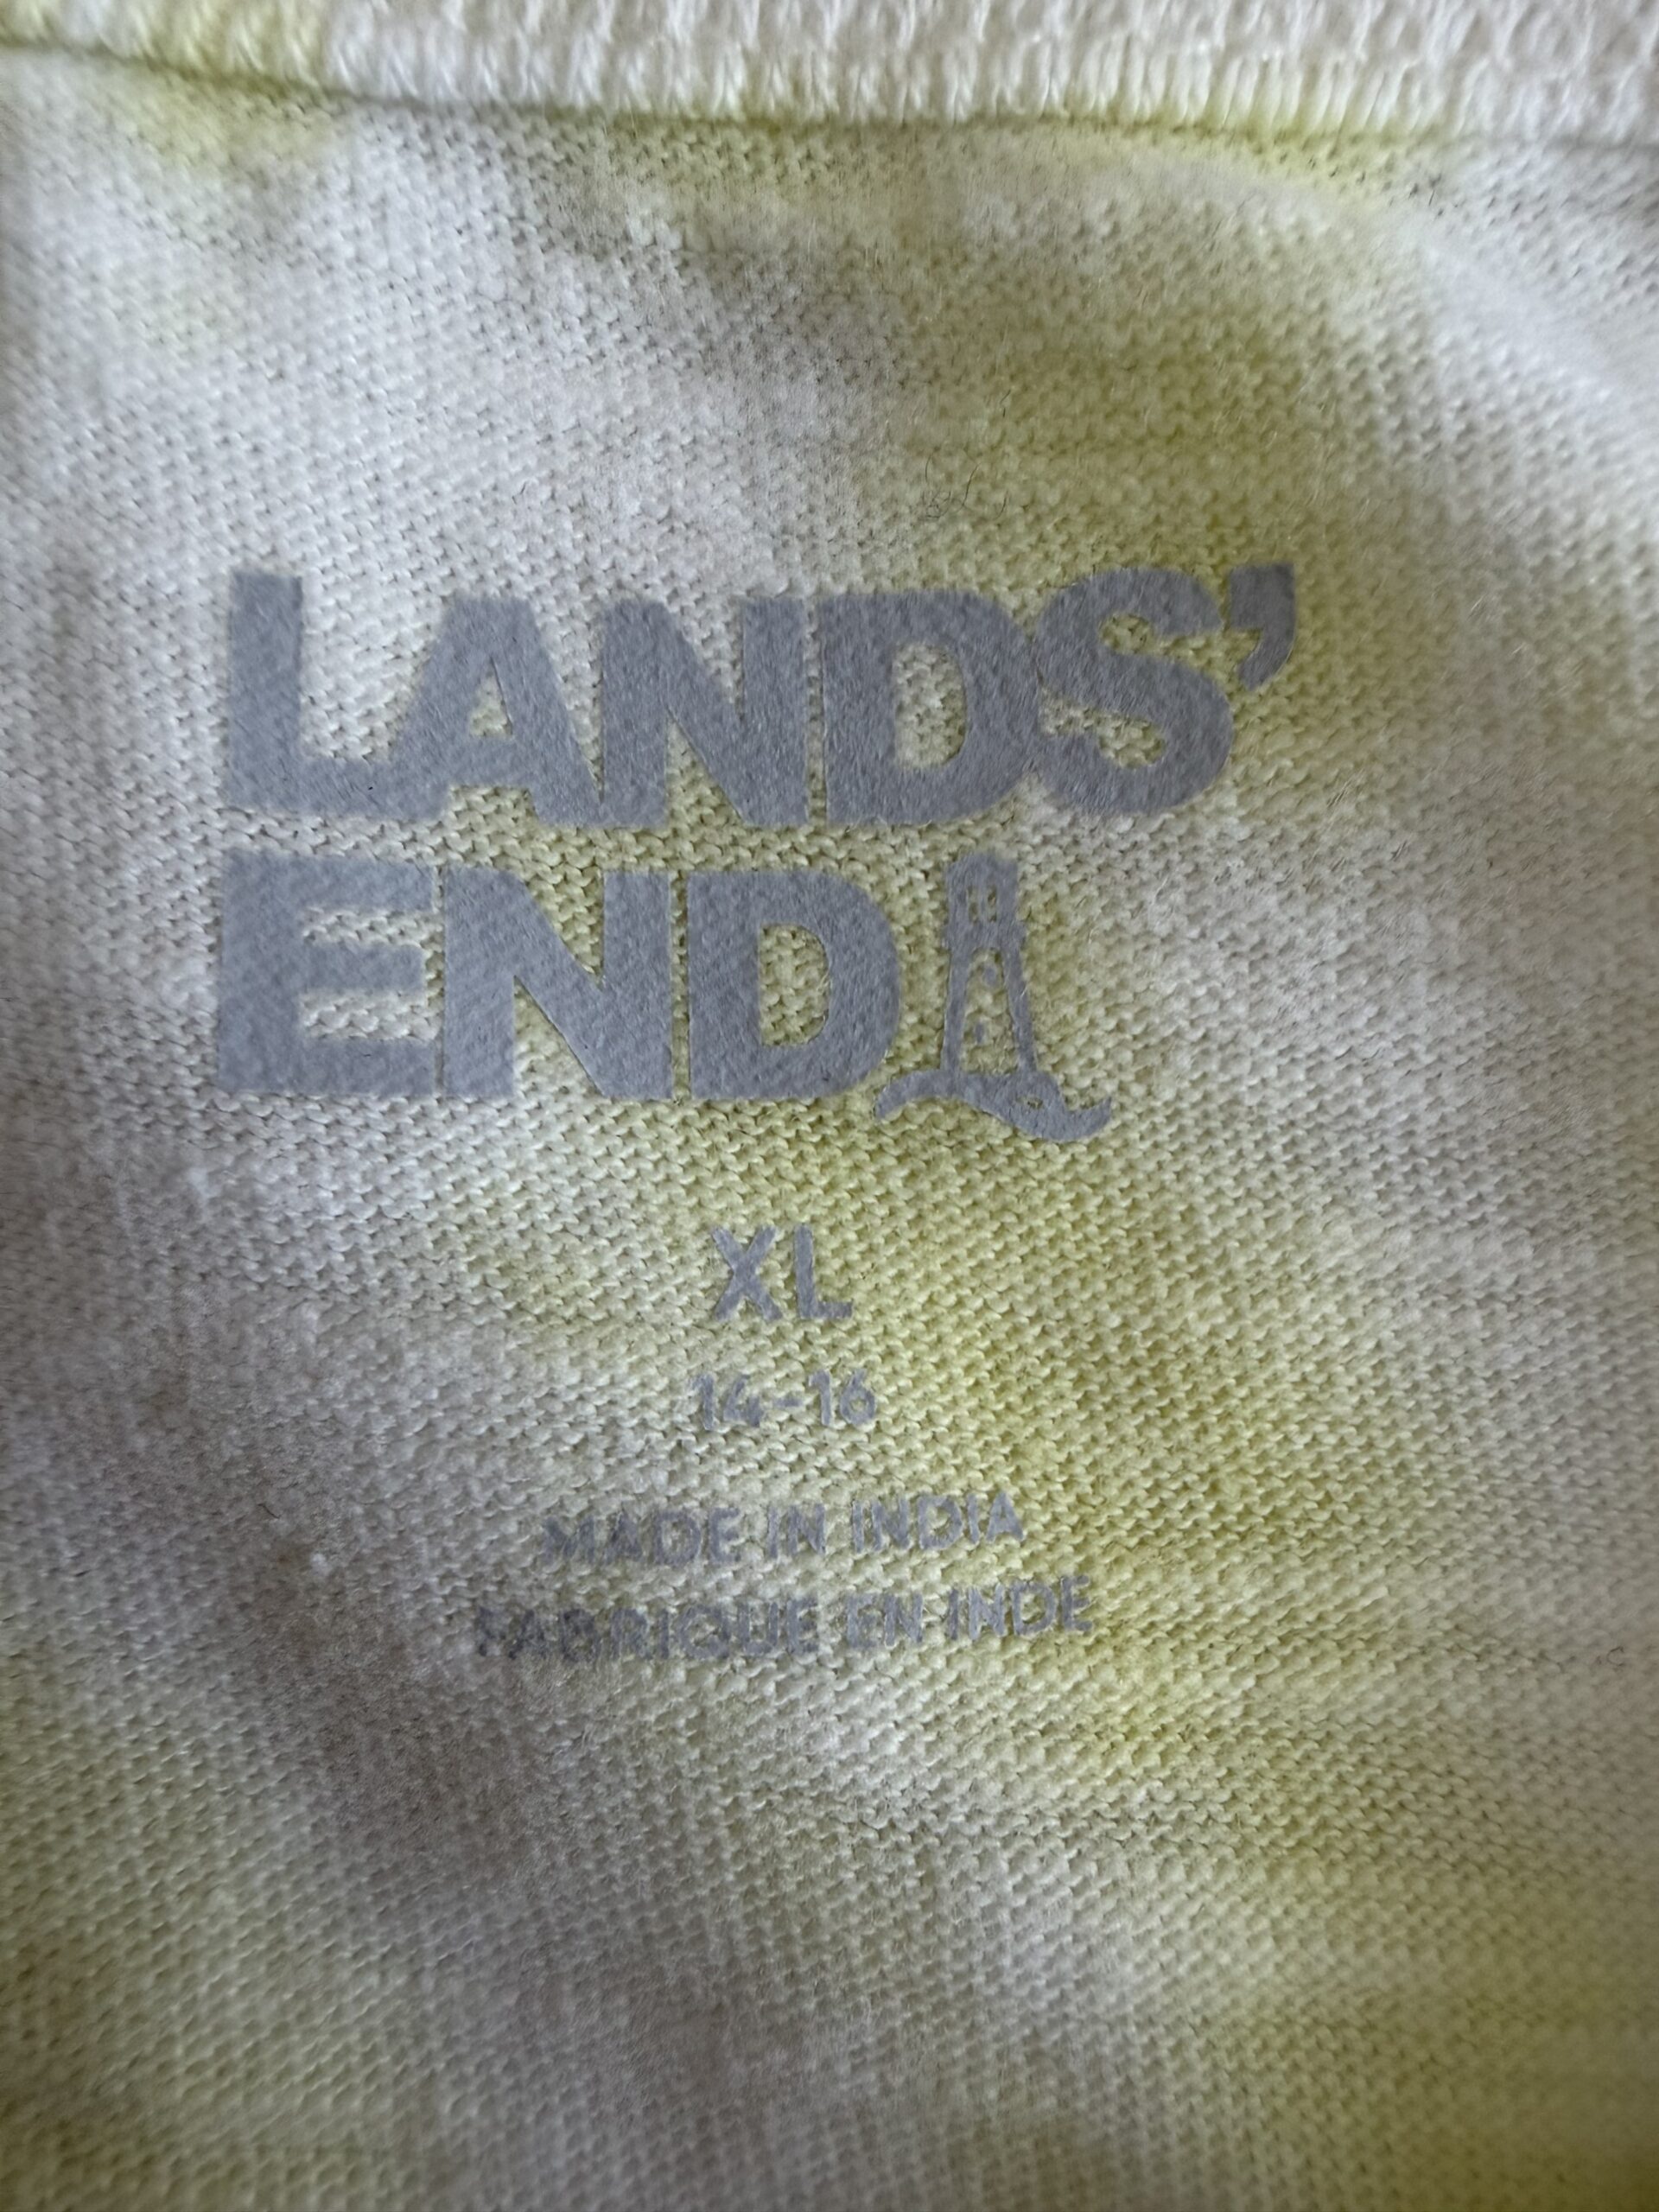 LANDS'
END
XL
14-16
MADE IN INDIA
FABRIQUE EN INDE